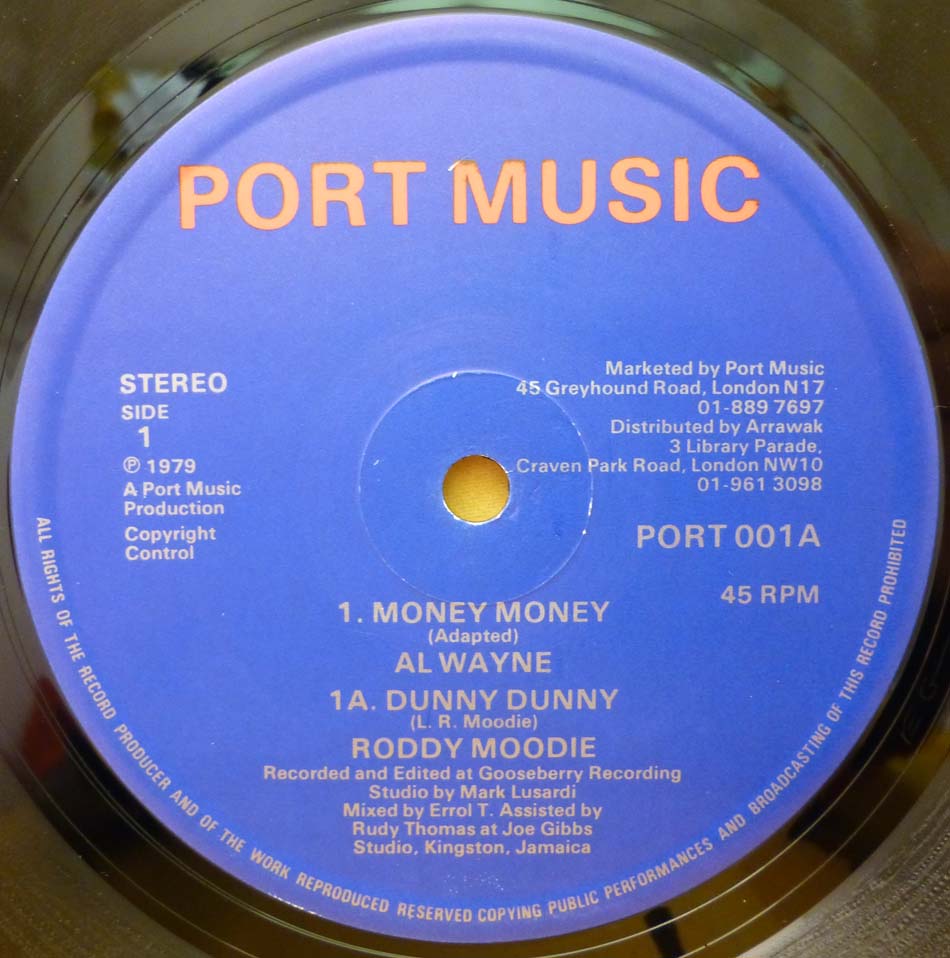 PORT MUSIC
STEREO
SIDE
1
℗ 1979
A Port Music
Production
Copyright
Control
Marketed by Port Music
45 Greyhound Road, London N17
01-889 7697
Distributed by Arrawak
3 Library Parade,
Craven Park Road, London NW10
01-961 3098
PORT 001A
45 RPM
1. MONEY MONEY
(Adapted)
AL WAYNE
1A. DUNNY DUNNY
(L. R. Moodie)
RODDY MOODIE
Recorded and Edited at Gooseberry Recording
Studio by Mark Lusardi
Mixed by Errol T. Assisted by
Rudy Thomas at Joe Gibbs
Studio, Kingston, Jamaica
ALL RIGHTS OF THE RECORD PRODUCER AND OF THE WORK REPRODUCED RESERVED COPYING PUBLIC PERFORMANCES AND BROADCASTING OF THIS RECORD PROHIBITED